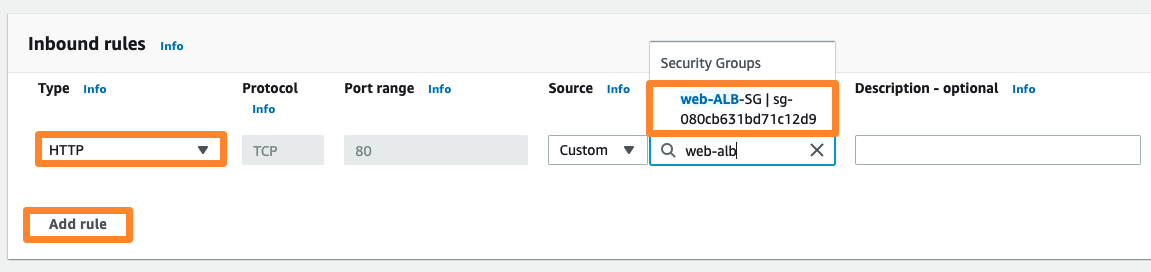 Inbound rules Info
Security Groups
Type Info
Protocol
Info
Port range Info
Source Info
web-ALB-SG | sg-
080cb631bd71c12d9
Description - optional Info
HTTP
TCP
80
Custom
web-alb
Add rule